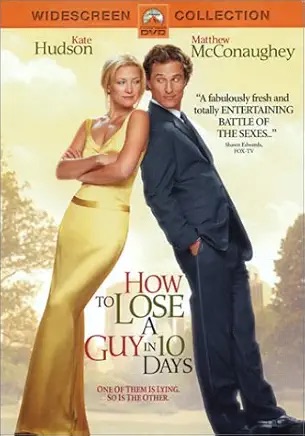 WIDESCREEN DVD COLLECTION
Kate
Hudson
Matthew
McConaughey
"A fabulously fresh and
totally ENTERTAINING
BATTLE OF
THE SEXES.."
Shawn Edwards,
FOX-TV
HOW
TO LOSE
A
GUY IN 10
DAYS
ONE OF THEM IS LYING.
SO IS THE OTHER.